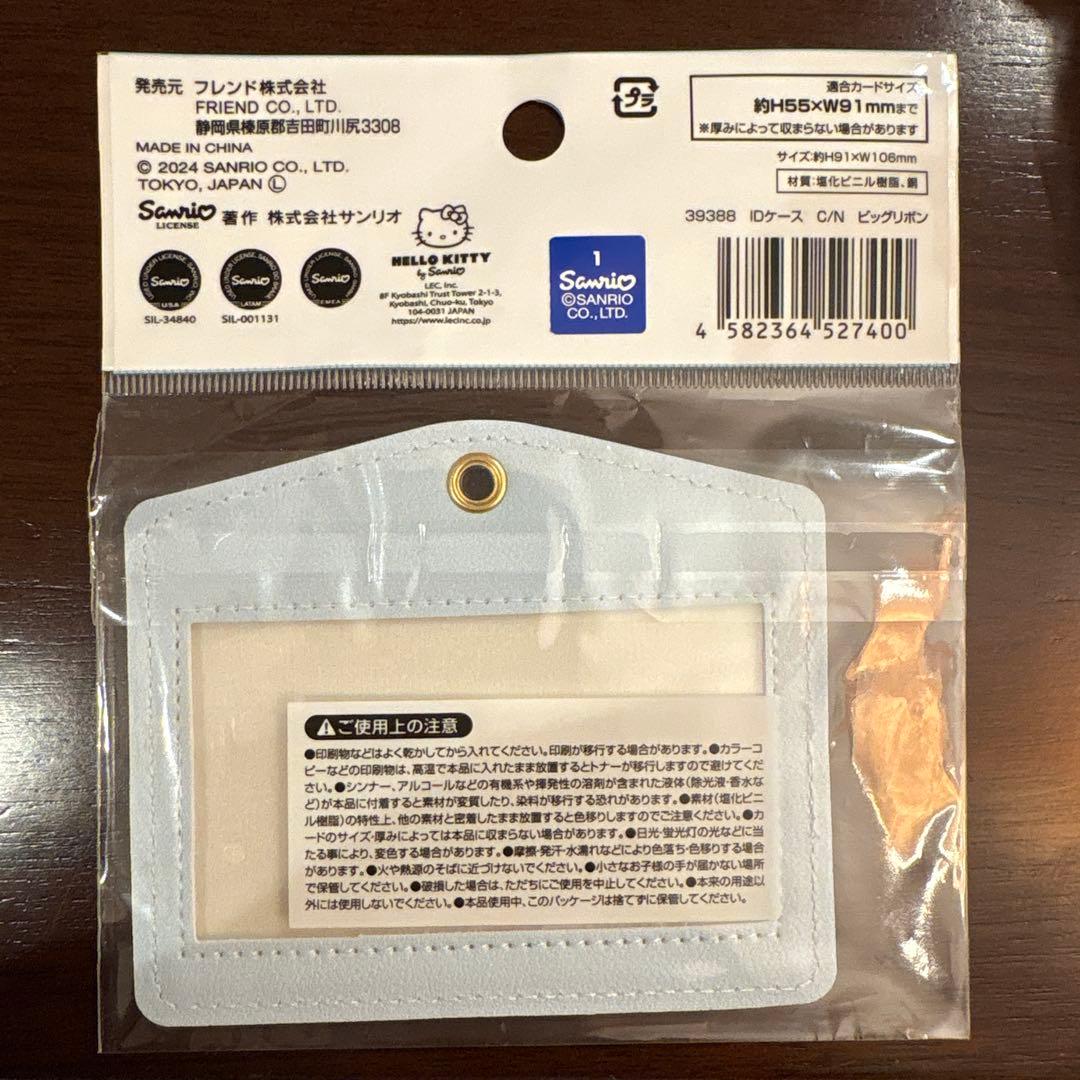 発売元 フレンド株式会社
FRIEND CO., LTD.
静岡県榛原郡吉田町川尻3308
MADE IN CHINA
© 2024 SANRIO CO., LTD.
TOKYO, JAPAN Ⓛ
Sanrio
LICENSE
著作 株式会社サンリオ
Sanrio
USA
SIL-34840
Sanrio
LATAM
SIL-001131
Sanrio
EMEA
HELLO KITTY
by Sanrio
LEC, Inc.
8F Kyobashi Trust Tower 2-1-3,
Kyobashi, Chuo-ku, Tokyo
104-0031 JAPAN
https://www.lecinc.co.jp
1
Sanrio
©SANRIO
CO.,LTD.
プラ
適合カードサイズ
約H55×W91mmまで
※厚みによって収まらない場合があります
サイズ:約H91×W106mm
材質:塩化ビニル樹脂、銅
39388 IDケース C/N ビッグリボン
4 582364 527400
ご使用上の注意
●印刷物などはよく乾かしてから入れてください。印刷が移行する場合があります。●カラーコ
ピーなどの印刷物は、高温で本品に入れたまま放置するとトナーが移行しますので避けてくだ
さい。●シンナー、アルコールなどの有機系や揮発性の溶剤が含まれた液体(除光液・香水な
ど)が本品に付着すると素材が変質したり、染料が移行する恐れがあります。●素材(塩化ビニ
ル樹脂)の特性上、他の素材と密着したまま放置すると色移りしますのでご注意ください。●カ
ードのサイズ・厚みによっては本品に収まらない場合があります。●日光・蛍光灯の光などに当
たる事により、変色する場合があります。●摩擦・発汗・水濡れなどにより色落ち・色移りする場合
があります。●火や熱源のそばに近づけないでください。●小さなお子様の手が届かない場所
で保管してください。●破損した場合は、ただちにご使用を中止してください。●本来の用途以
外には使用しないでください。●本品使用中、このパッケージは捨てずに保管してください。